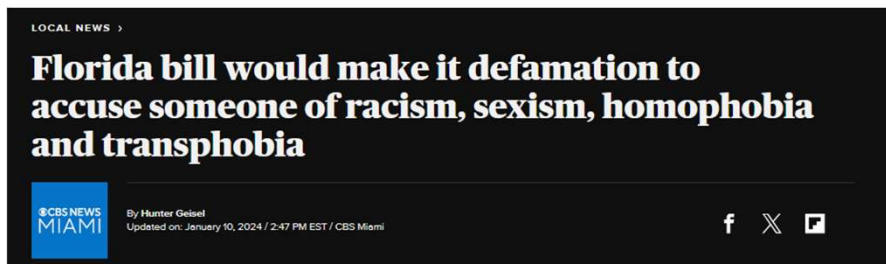 LOCAL NEWS >
Florida bill would make it defamation to
accuse someone of racism, sexism, homophobia
and transphobia
CBS NEWS
MIAMI
By Hunter Geisel
Updated on: January 10, 2024 / 2:47 PM EST / CBS Miami